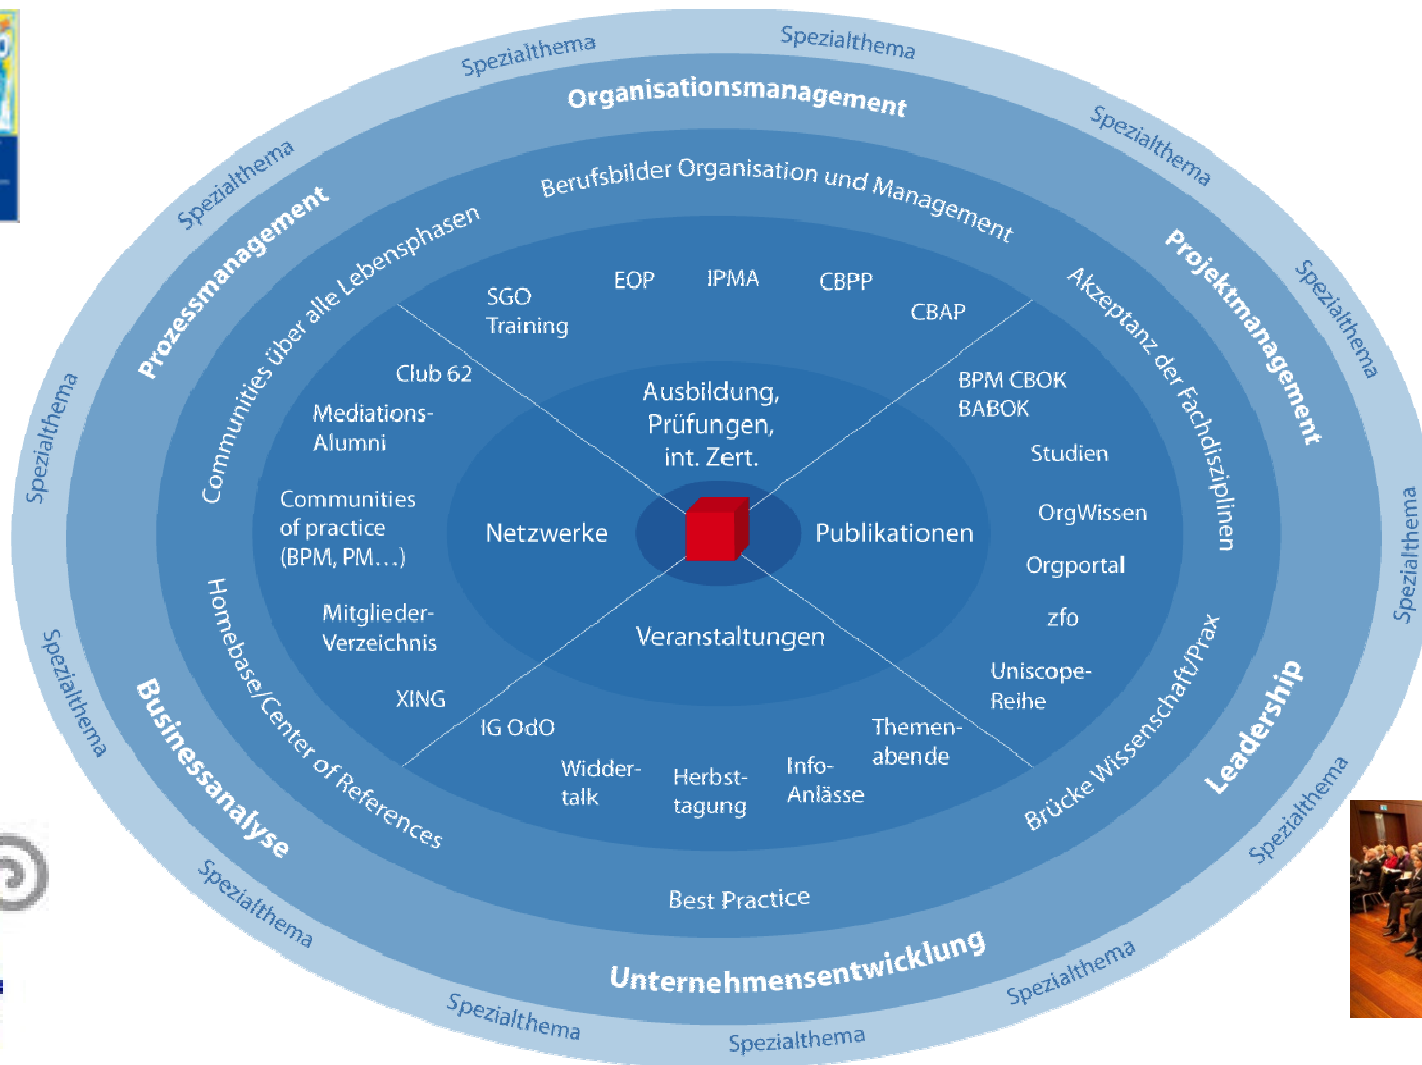 Spezialthema
Spezialthema
Spezialthema
Spezialthema
Spezialthema
Spezialthema
Spezialthema
Spezialthema
Spezialthema
Spezialthema
Spezialthema
Spezialthema
Spezialthema
Organisationsmanagement
Projektmanagement
Leadership
Unternehmensentwicklung
Businessanalyse
Prozessmanagement
Berufsbilder Organisation und Management
Akzeptanz der Fachdisziplinen
Brücke Wissenschaft/Prax
Best Practice
Homebase/Center of References
Communities über alle Lebensphasen
SGO
Training
EOP
IPMA
CBPP
CBAP
Ausbildung,
Prüfungen,
int. Zert.
BPM CBOK
BABOK
Studien
OrgWissen
Orgportal
zfo
Uniscope-
Reihe
Publikationen
Themen-
abende
Info-
Anlässe
Herbst-
tagung
Widder-
talk
IG OdO
Veranstaltungen
Club 62
Mediations-
Alumni
Communities
of practice
(BPM, PM...)
Mitglieder-
Verzeichnis
XING
Netzwerke